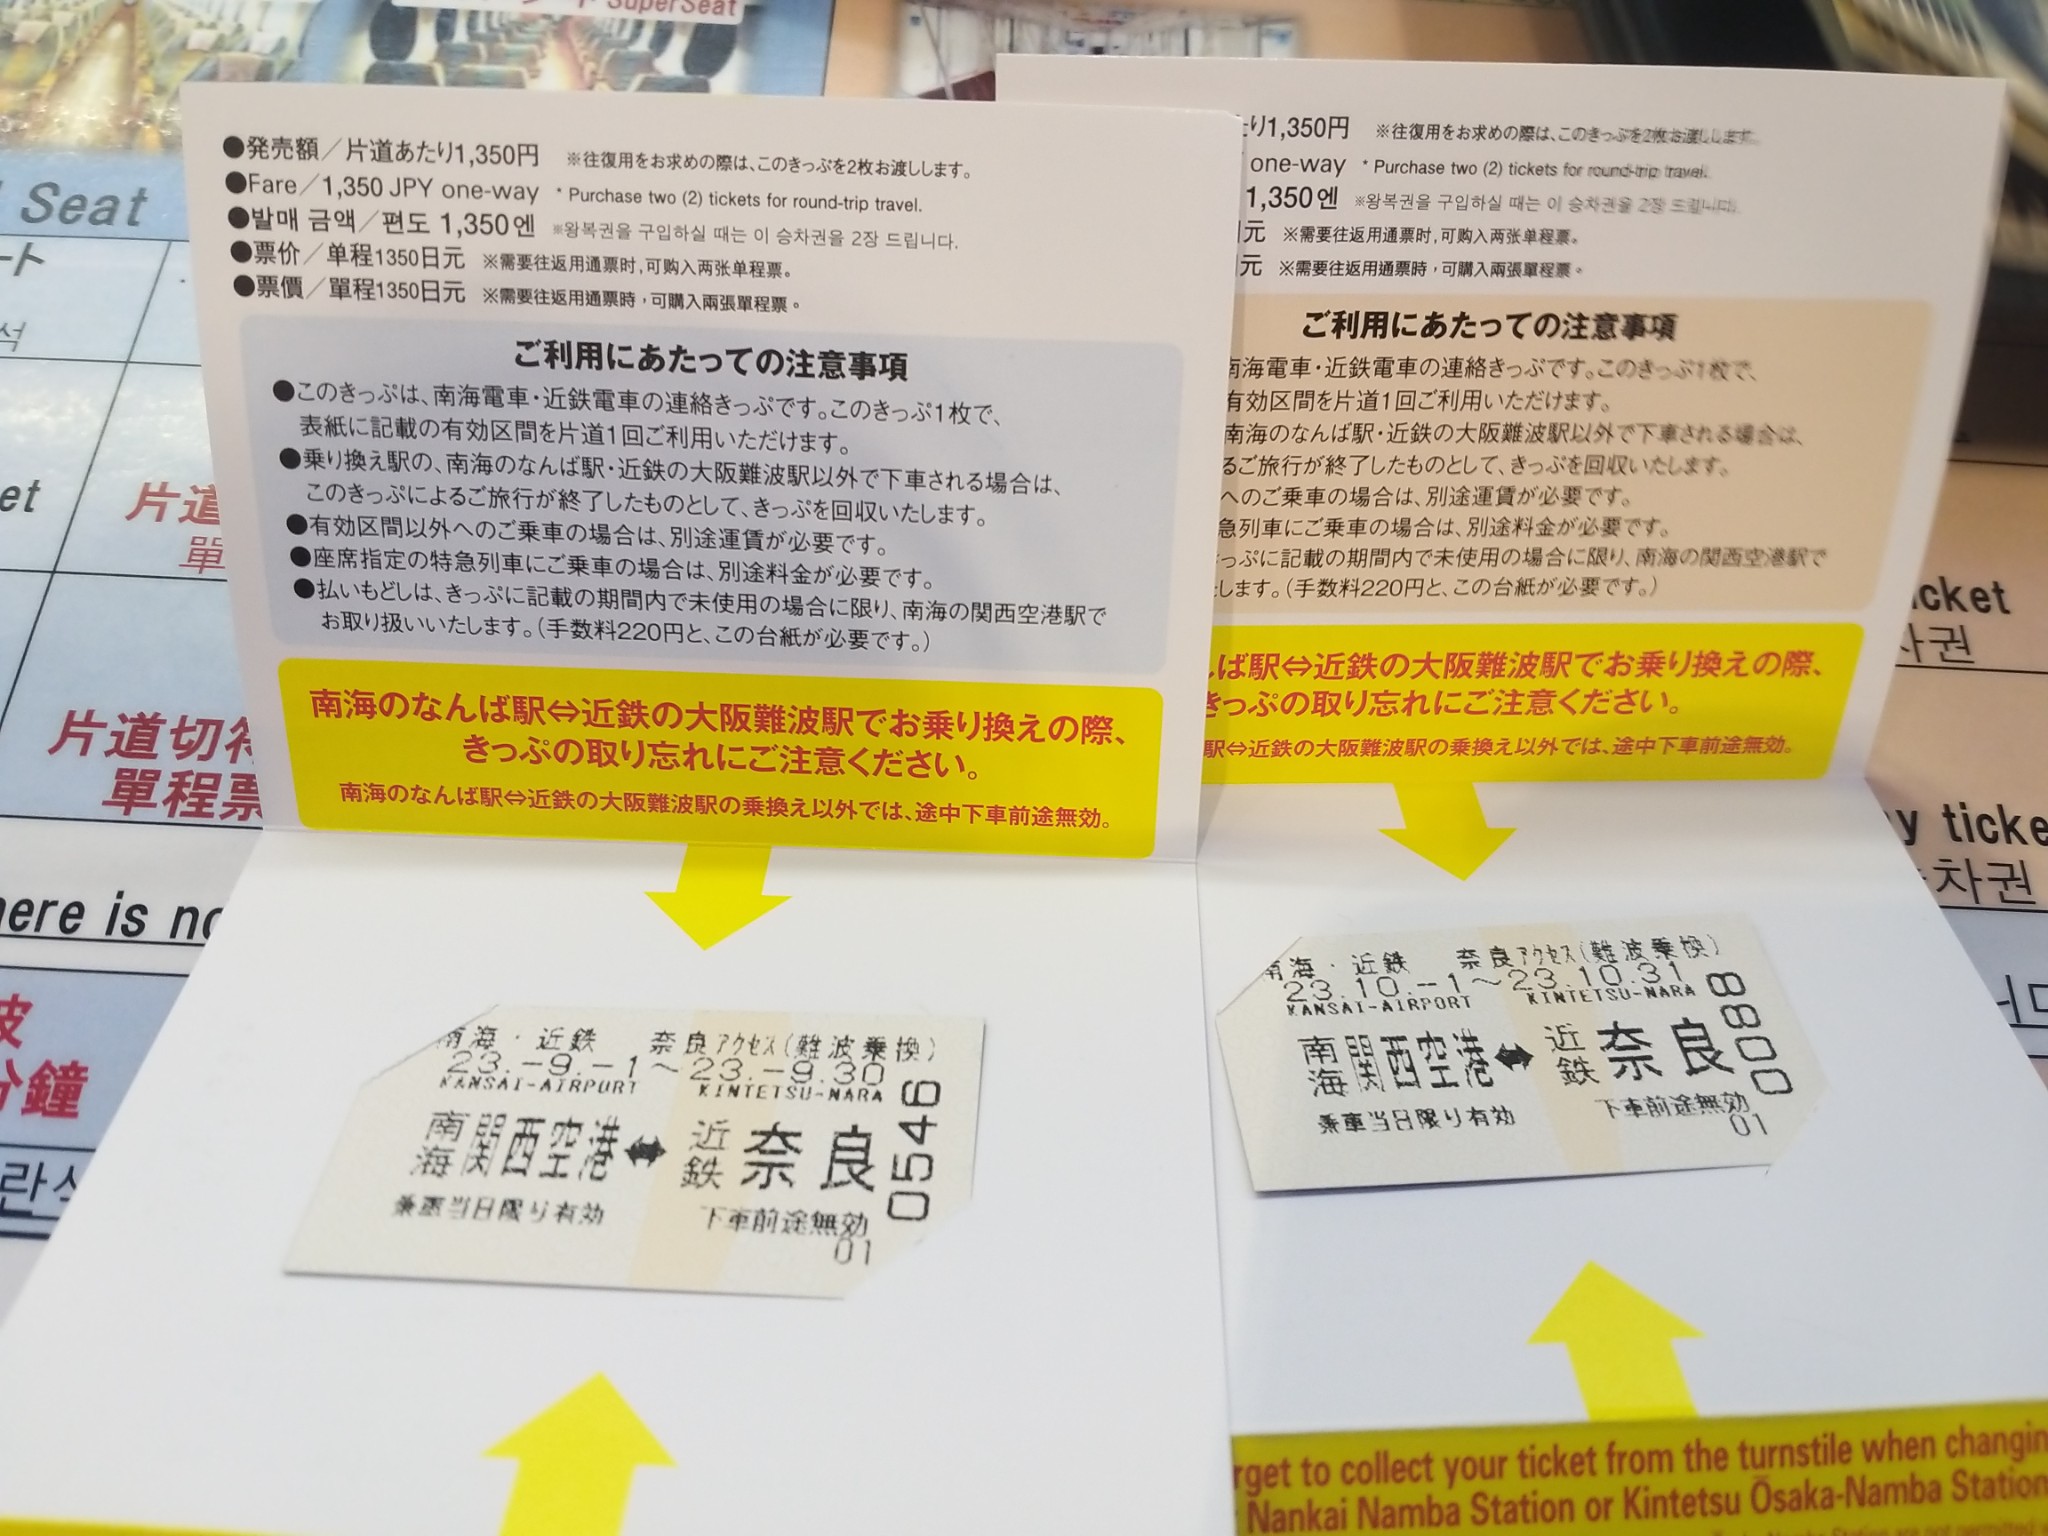 SuperSeat
Seat
ート
석
et
片道
單
片道切符
單程票
here is no
波
分鐘
란
●発売額／片道あたり1,350円 ※往復用をお求めの際は、このきっぷを2枚お渡しします。
●Fare／1,350 JPY one-way * Purchase two (2) tickets for round-trip travel.
●발매 금액／편도 1,350엔 ※왕복권을 구입하실 때는 이 승차권을 2장 드립니다.
●票价／单程1350日元 ※需要往返用通票时,可购入两张单程票。
●票價／單程1350日元 ※需要往返用通票時，可購入兩張單程票。
ご利用にあたっての注意事項
●このきっぷは、南海電車・近鉄電車の連絡きっぷです。このきっぷ1枚で、
表紙に記載の有効区間を片道1回ご利用いただけます。
●乗り換え駅の、南海のなんば駅・近鉄の大阪難波駅以外で下車される場合は、
このきっぷによるご旅行が終了したものとして、きっぷを回収いたします。
●有効区間以外へのご乗車の場合は、別途運賃が必要です。
●座席指定の特急列車にご乗車の場合は、別途料金が必要です。
●払いもどしは、きっぷに記載の期間内で未使用の場合に限り、南海の関西空港駅で
お取り扱いいたします。（手数料220円と、この台紙が必要です。）
南海のなんば駅⇔近鉄の大阪難波駅でお乗り換えの際、
きっぷの取り忘れにご注意ください。
南海のなんば駅⇔近鉄の大阪難波駅の乗換え以外では、途中下車前途無効。
南海・近鉄 奈良アクセス(難波乗換)
23.-9.-1～23.-9.30
KANSAI-AIRPORT KINTETSU-NARA
南海 関西空港 ↔ 近鉄 奈良
乗車当日限り有効 下車前途無効
01
0546
たり1,350円 ※往復用をお求めの際は、このきっぷを2枚お渡しします。
one-way * Purchase two (2) tickets for round-trip travel.
1,350엔 ※왕복권을 구입하실 때는 이 승차권을 2장 드립니다.
元 ※需要往返用通票时,可购入两张单程票。
元 ※需要往返用通票時，可購入兩張單程票。
ご利用にあたっての注意事項
南海電車・近鉄電車の連絡きっぷです。このきっぷ1枚で、
有効区間を片道1回ご利用いただけます。
南海のなんば駅・近鉄の大阪難波駅以外で下車される場合は、
るご旅行が終了したものとして、きっぷを回収いたします。
へのご乗車の場合は、別途運賃が必要です。
急列車にご乗車の場合は、別途料金が必要です。
っぷに記載の期間内で未使用の場合に限り、南海の関西空港駅で
たします。（手数料220円と、この台紙が必要です。）
んば駅⇔近鉄の大阪難波駅でお乗り換えの際、
きっぷの取り忘れにご注意ください。
駅⇔近鉄の大阪難波駅の乗換え以外では、途中下車前途無効。
南海・近鉄 奈良アクセス(難波乗換)
23.10.-1～23.10.31
KANSAI-AIRPORT KINTETSU-NARA
南海 関西空港 ↔ 近鉄 奈良
乗車当日限り有効 下車前途無効
01
0088
rget to collect your ticket from the turnstile when changin
Nankai Namba Station or Kintetsu Ōsaka-Namba Station
icket
차권
y ticke
차권